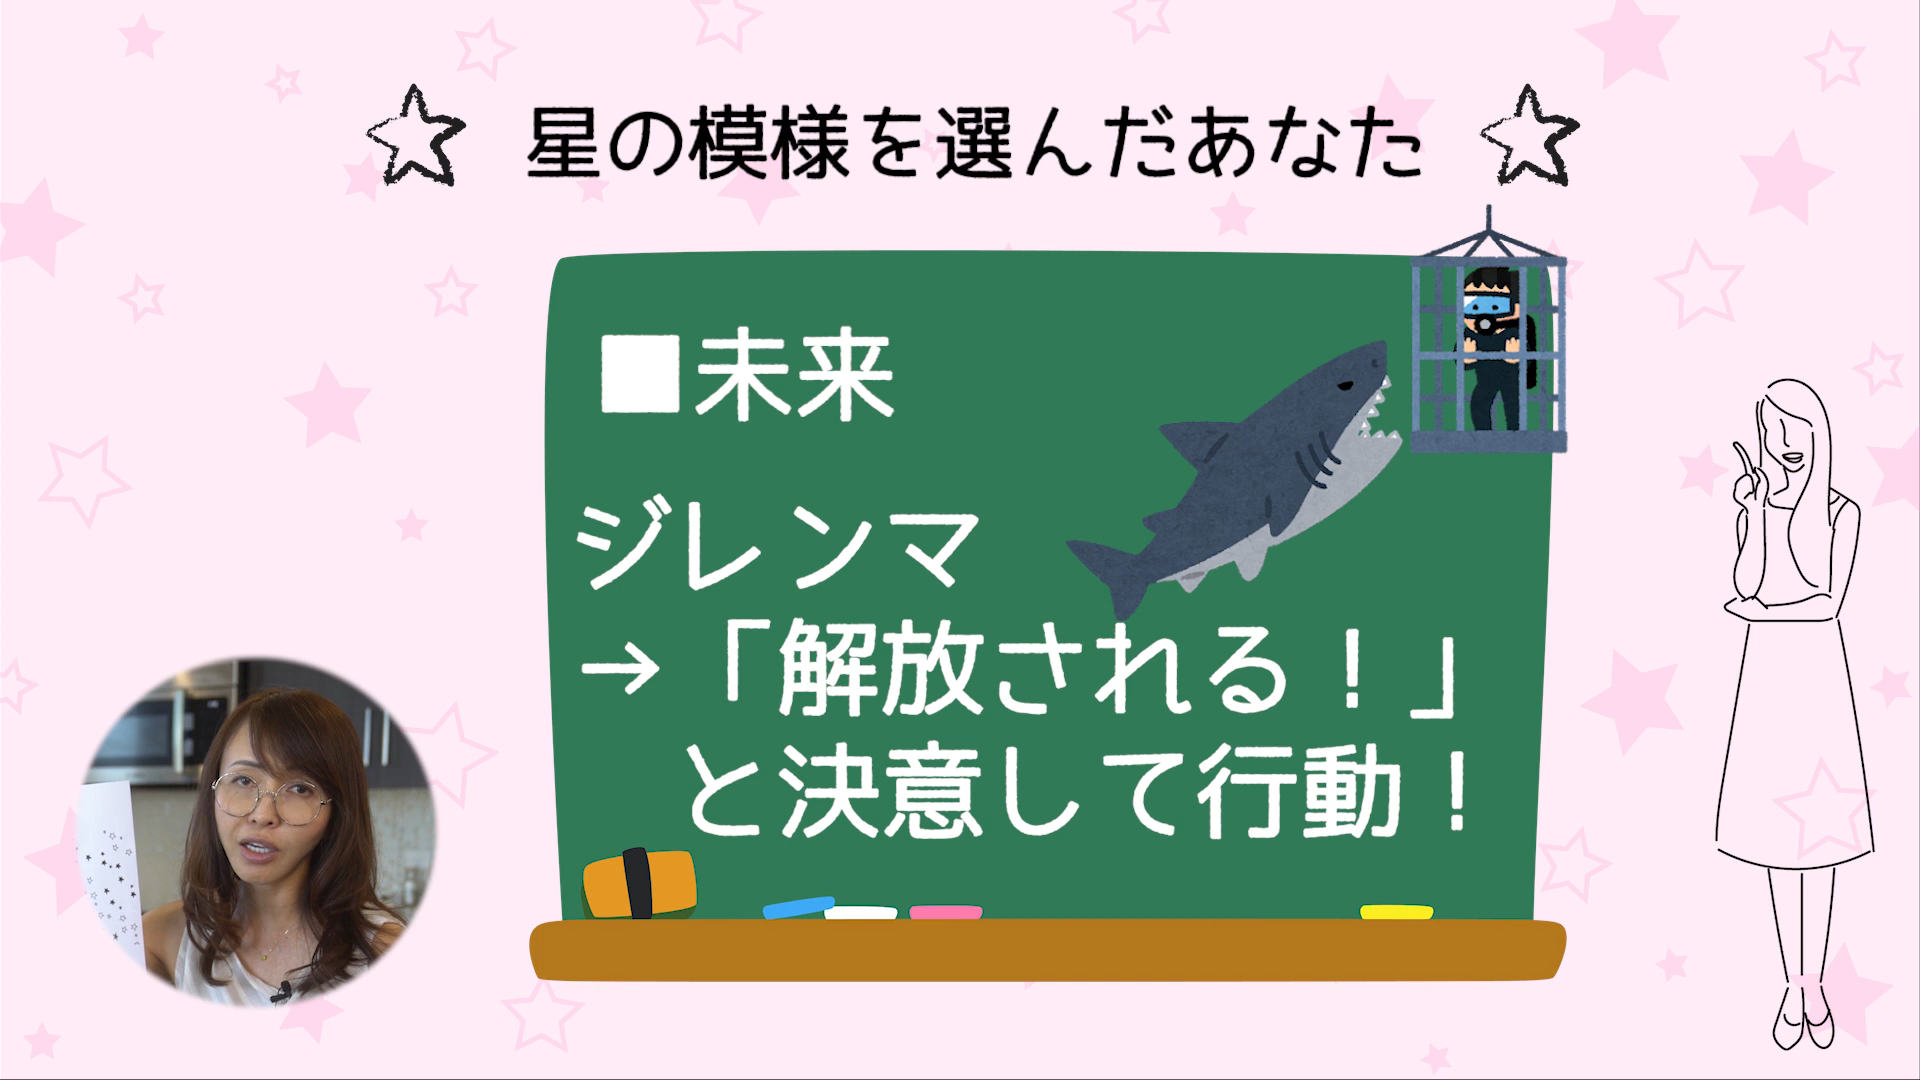 星の模様を選んだあなた
■未来
ジレンマ
→「解放される！」
と決意して行動！